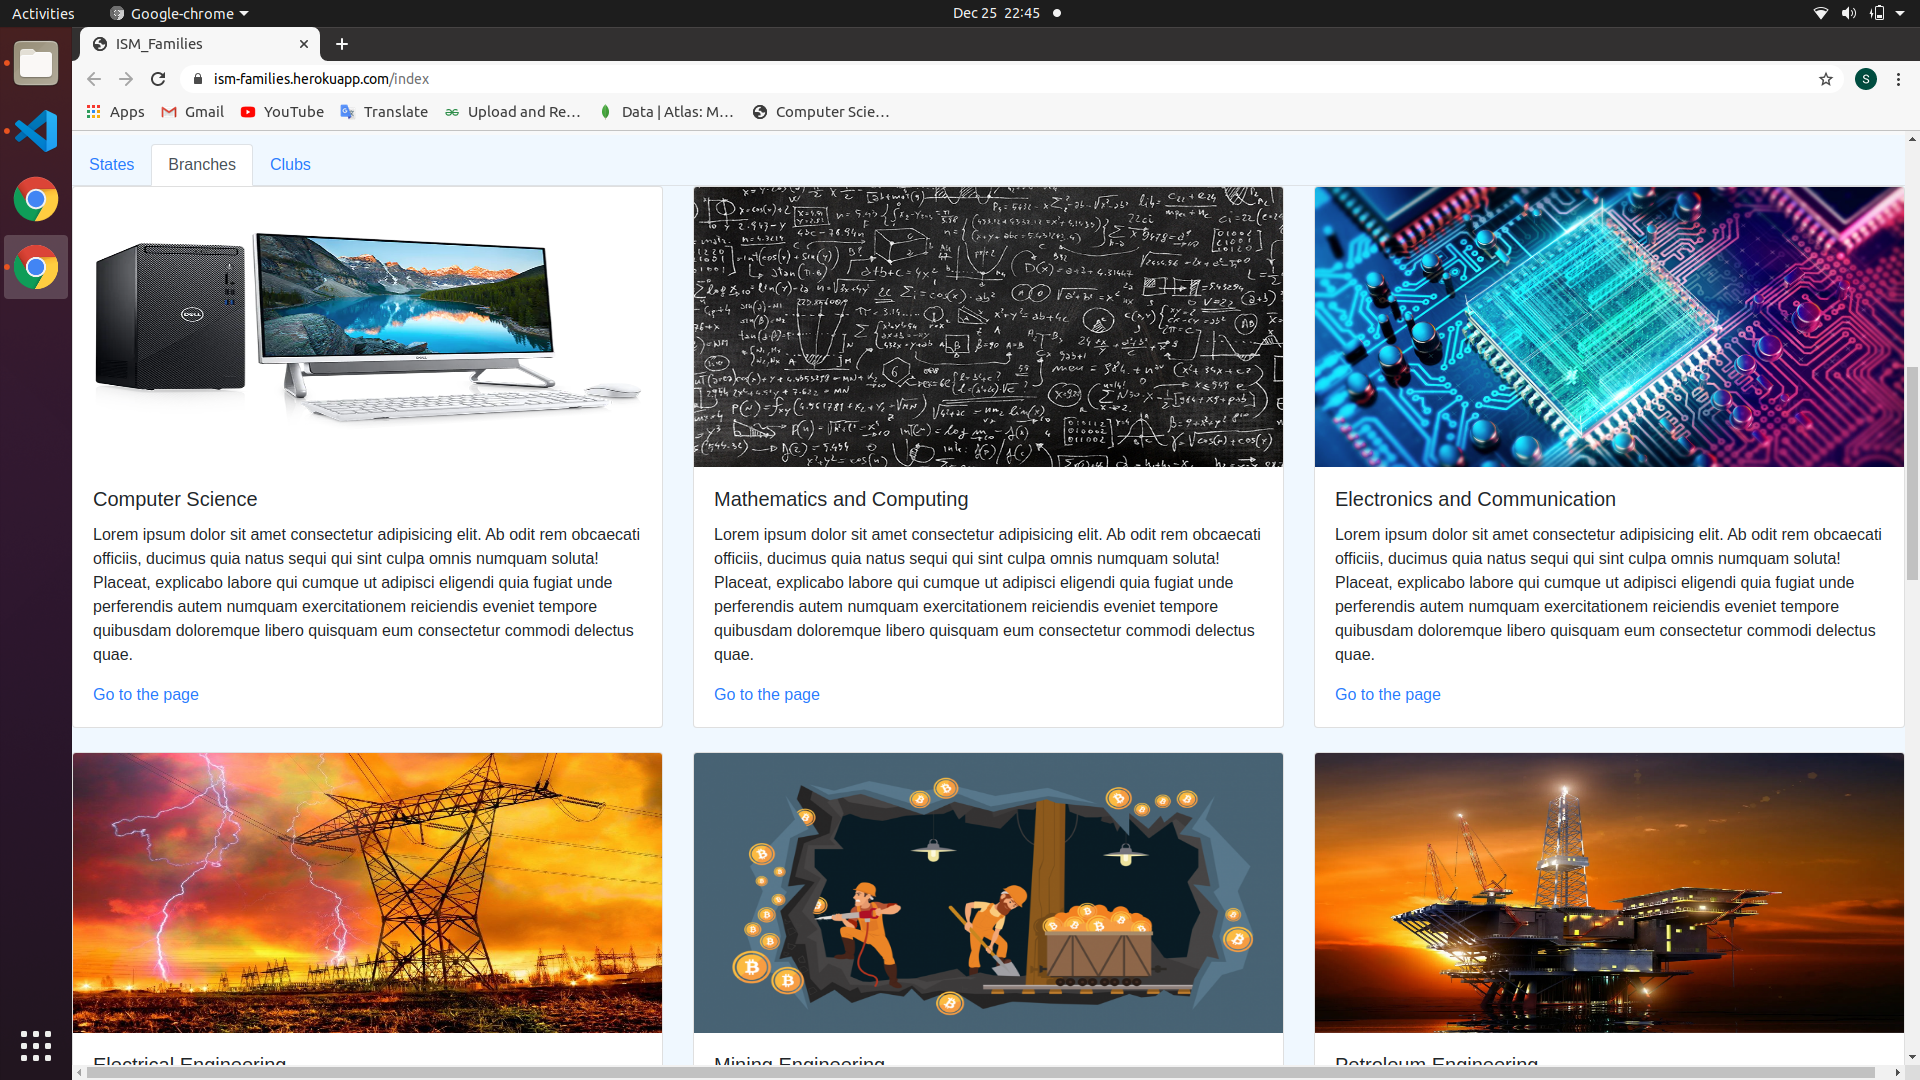 Activities
Google-chrome
Dec 25 22:45
ISM_Families
ism-families.herokuapp.com/index
S
Apps
Gmail
YouTube
Translate
Upload and Re...
Data | Atlas: M...
Computer Scie...
States
Branches
Clubs
DELL
Computer Science
Lorem ipsum dolor sit amet consectetur adipisicing elit. Ab odit rem obcaecati
officiis, ducimus quia natus sequi qui sint culpa omnis numquam soluta!
Placeat, explicabo labore qui cumque ut adipisci eligendi quia fugiat unde
perferendis autem numquam exercitationem reiciendis eveniet tempore
quibusdam doloremque libero quisquam eum consectetur commodi delectus
quae.
Go to the page
Mathematics and Computing
Lorem ipsum dolor sit amet consectetur adipisicing elit. Ab odit rem obcaecati
officiis, ducimus quia natus sequi qui sint culpa omnis numquam soluta!
Placeat, explicabo labore qui cumque ut adipisci eligendi quia fugiat unde
perferendis autem numquam exercitationem reiciendis eveniet tempore
quibusdam doloremque libero quisquam eum consectetur commodi delectus
quae.
Go to the page
Electronics and Communication
Lorem ipsum dolor sit amet consectetur adipisicing elit. Ab odit rem obcaecati
officiis, ducimus quia natus sequi qui sint culpa omnis numquam soluta!
Placeat, explicabo labore qui cumque ut adipisci eligendi quia fugiat unde
perferendis autem numquam exercitationem reiciendis eveniet tempore
quibusdam doloremque libero quisquam eum consectetur commodi delectus
quae.
Go to the page
Electrical Engineering
Mining Engineering
Petroleum Engineering